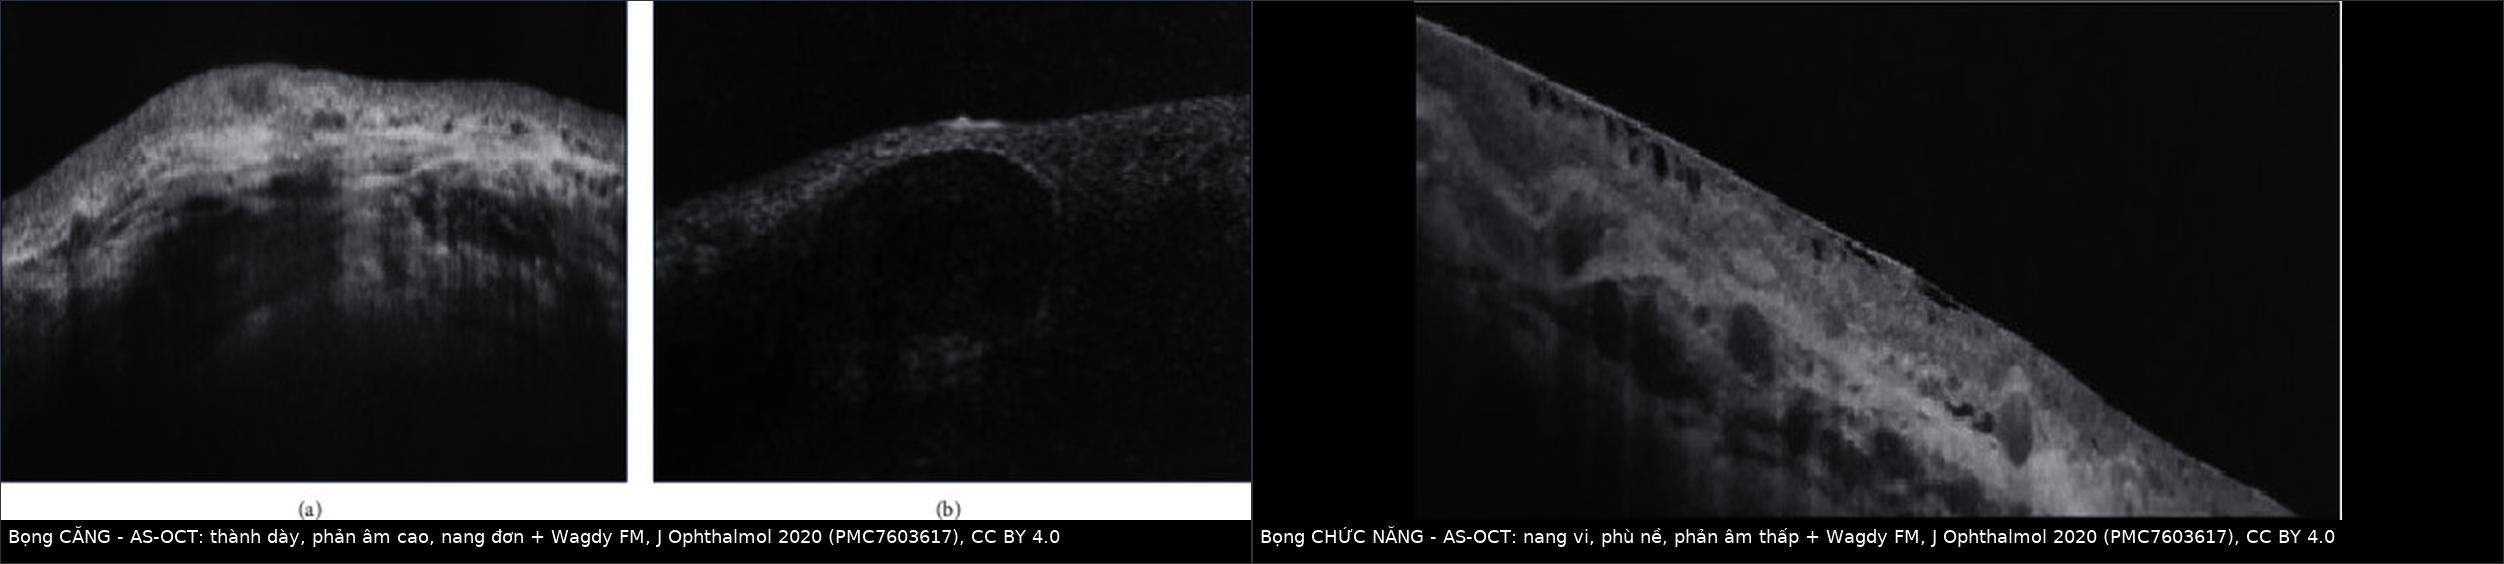 (a)
(b)
Bọng CĂNG - AS-OCT: thành dày, phản âm cao, nang đơn + Wagdy FM, J Ophthalmol 2020 (PMC7603617), CC BY 4.0
Bọng CHỨC NĂNG - AS-OCT: nang vi, phù nề, phản âm thấp + Wagdy FM, J Ophthalmol 2020 (PMC7603617), CC BY 4.0